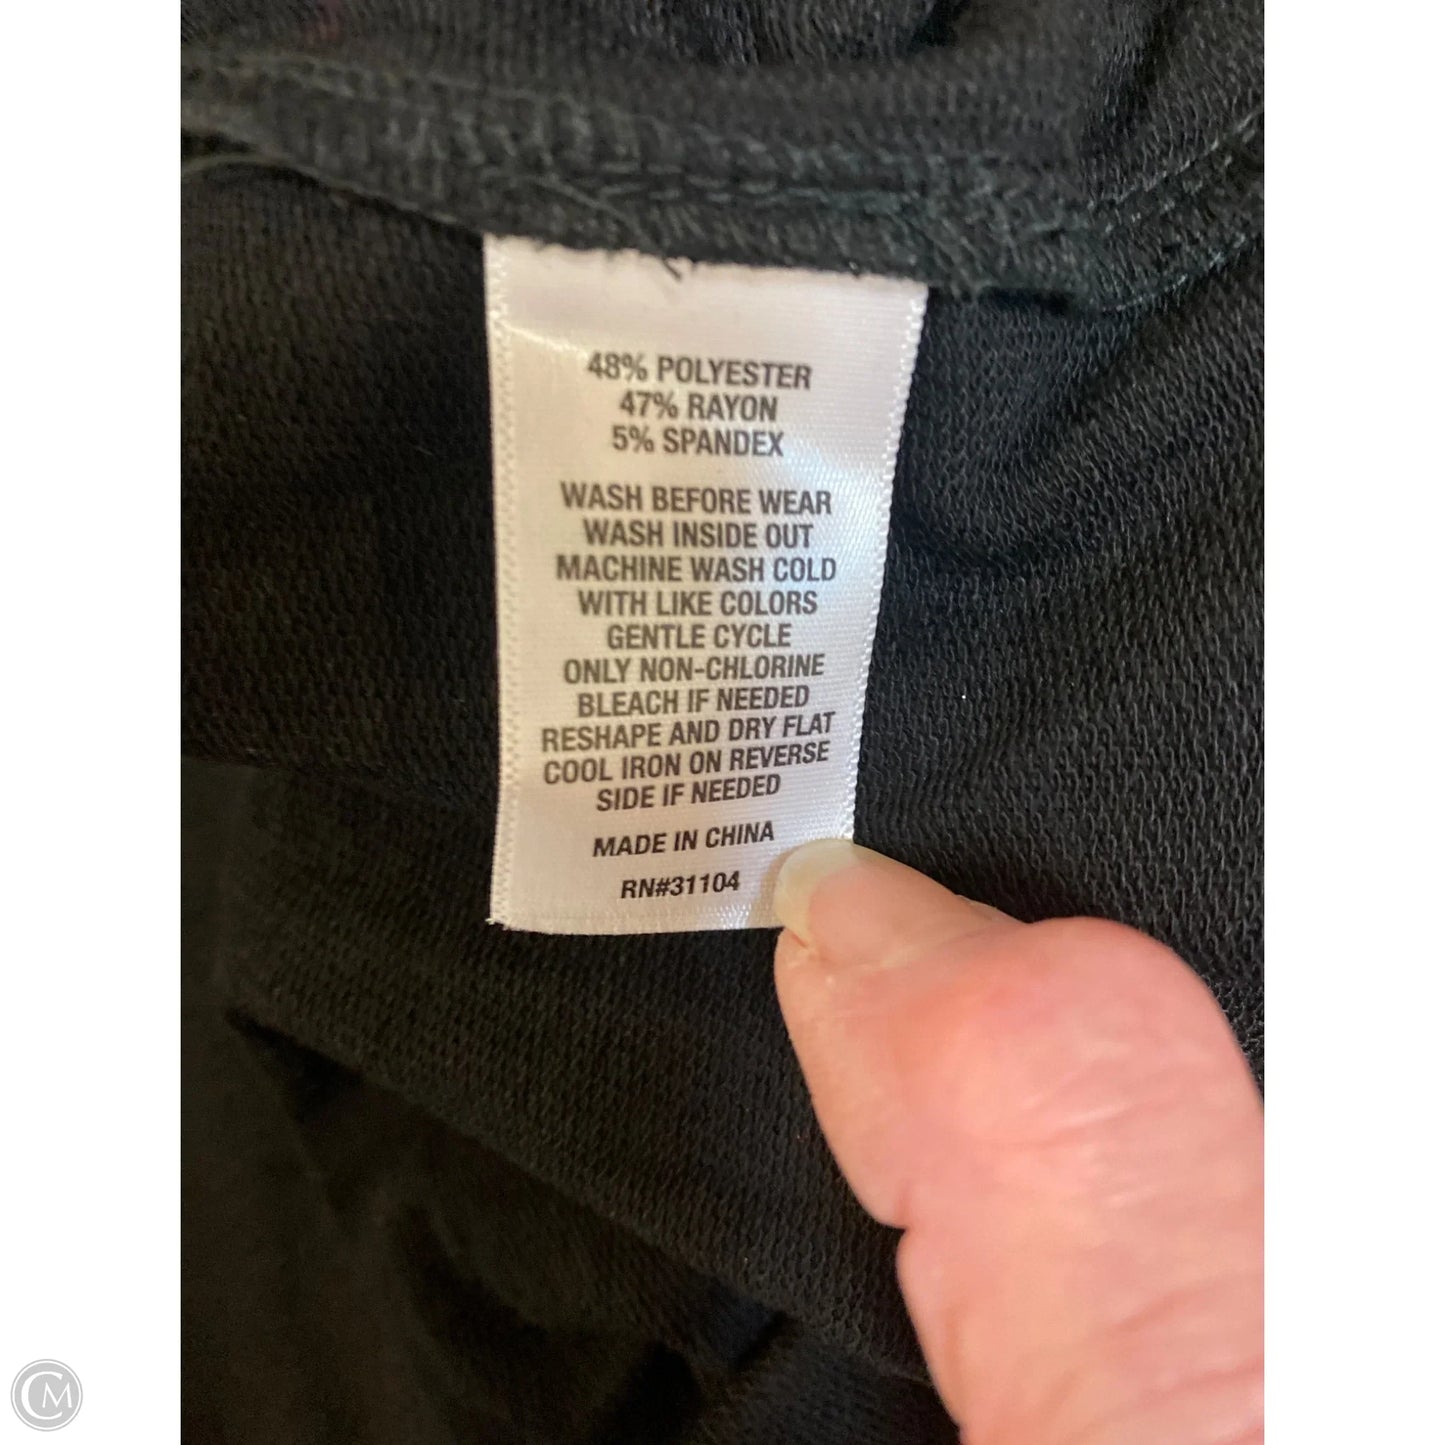 48% POLYESTER
47% RAYON
5% SPANDEX
WASH BEFORE WEAR
WASH INSIDE OUT
MACHINE WASH COLD
WITH LIKE COLORS
GENTLE CYCLE
ONLY NON-CHLORINE
BLEACH IF NEEDED
RESHAPE AND DRY FLAT
COOL IRON ON REVERSE
SIDE IF NEEDED
MADE IN CHINA
RN#31104
CM